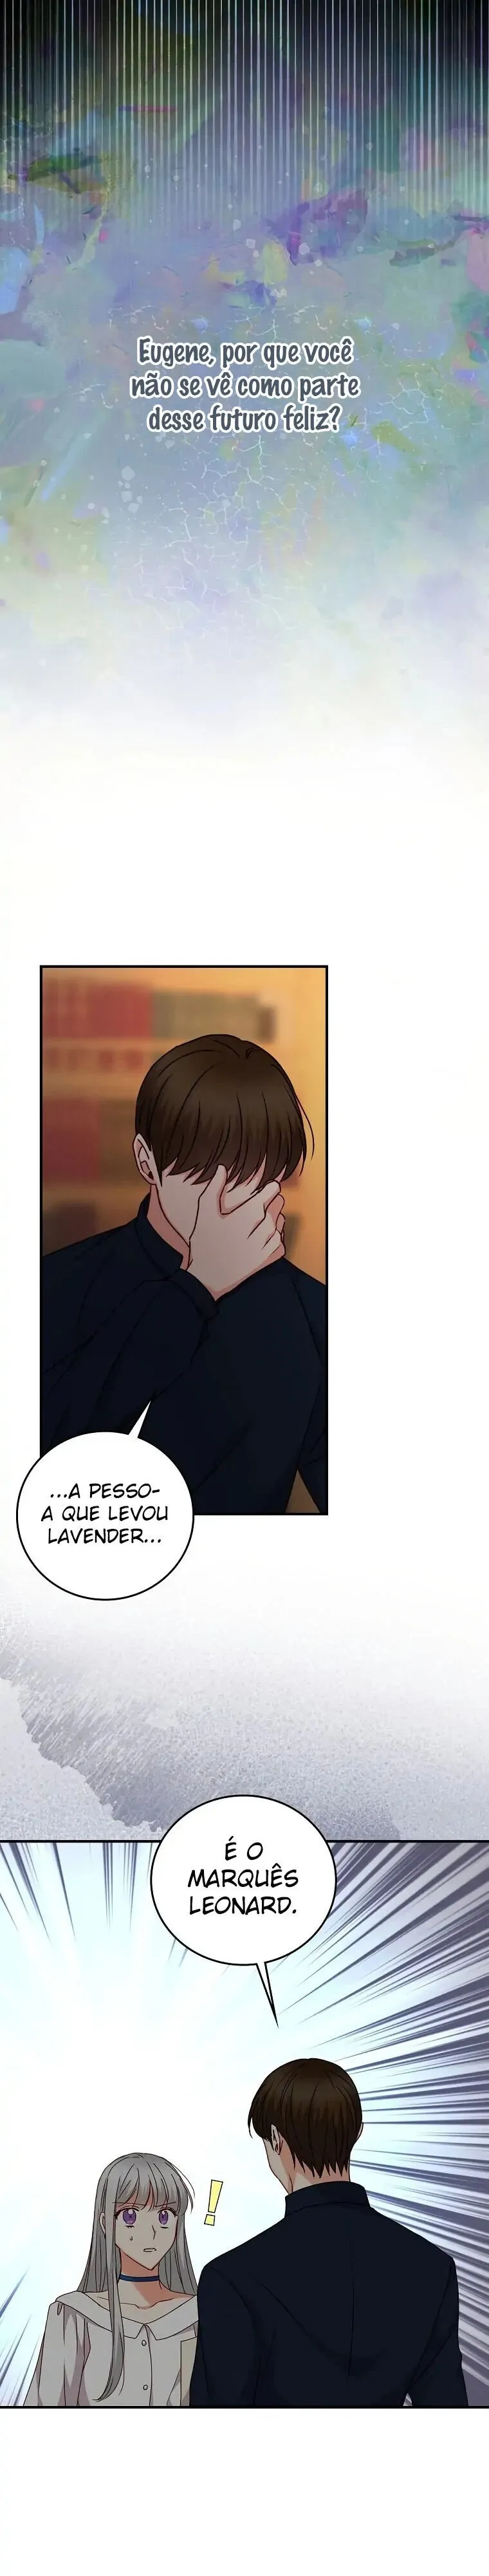 Eugene, por que você
não se vê como parte
desse futuro feliz?
...A PESSO-
A QUE LEVOU
LAVENDER...
É O
MARQUÊS
LEONARD.
!